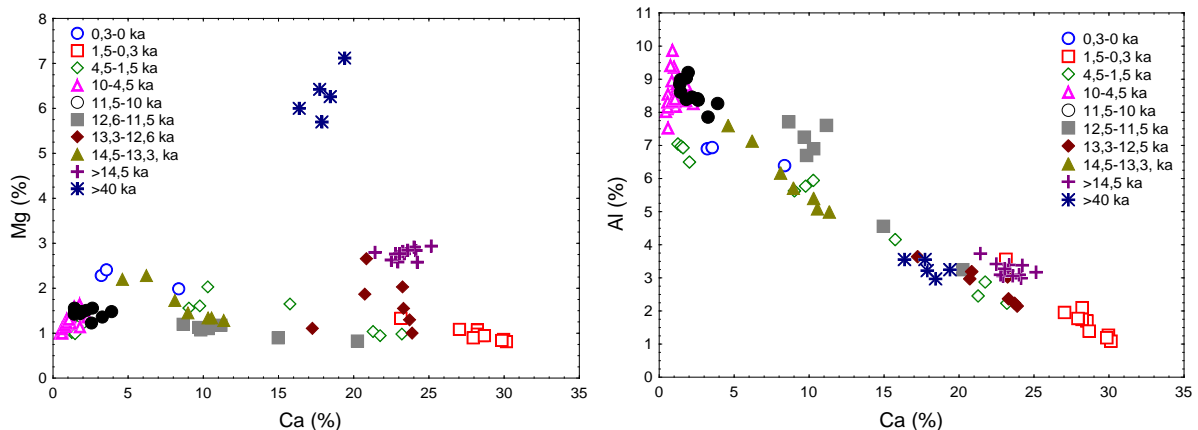 8
7
6
5
4
3
2
1
0
Mg (%)
0,3-0 ka
1,5-0,3 ka
4,5-1,5 ka
10-4,5 ka
11,5-10 ka
12,6-11,5 ka
13,3-12,6 ka
14,5-13,3, ka
>14,5 ka
>40 ka
0 5 10 15 20 25 30 35
Ca (%)
11
10
9
8
7
6
5
4
3
2
1
0
Al (%)
0,3-0 ka
1,5-0,3 ka
4,5-1,5 ka
10-4,5 ka
11,5-10 ka
12,5-11,5 ka
13,3-12,5 ka
14,5-13,3, ka
>14,5 ka
>40 ka
0 5 10 15 20 25 30 35
Ca (%)